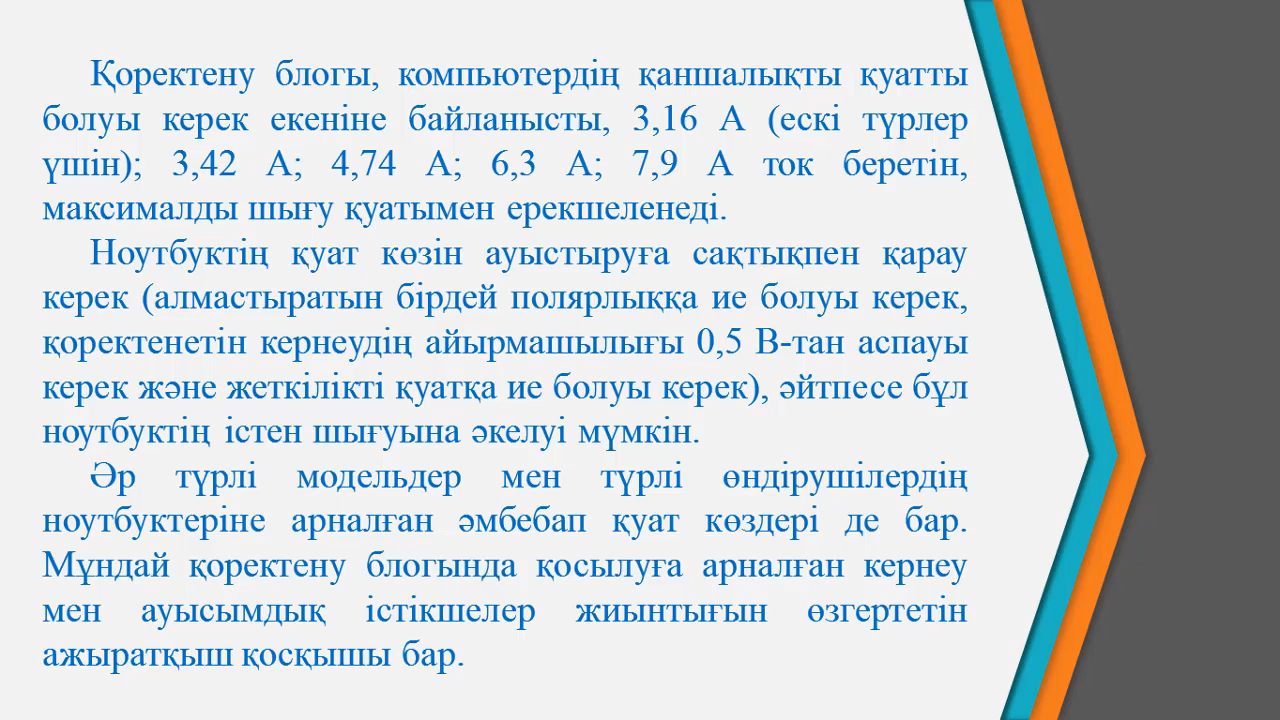 Қоректену блогы, компьютердің қаншалықты қуатты
болуы керек екеніне байланысты, 3,16 А (ескі түрлер
үшін); 3,42 А; 4,74 А; 6,3 А; 7,9 А ток беретін,
максималды шығу қуатымен ерекшеленеді.
Ноутбуктің қуат көзін ауыстыруға сақтықпен қарау
керек (алмастыратын бірдей полярлыққа ие болуы керек,
қоректенетін кернеудің айырмашылығы 0,5 В-тан аспауы
керек және жеткілікті қуатқа ие болуы керек), әйтпесе бұл
ноутбуктің істен шығуына әкелуі мүмкін.
Әр түрлі модельдер мен түрлі өндірушілердің
ноутбуктеріне арналған әмбебап қуат көздері де бар.
Мұндай қоректену блогында қосылуға арналған кернеу
мен ауысымдық істікшелер жиынтығын өзгертетін
ажыратқыш қосқышы бар.